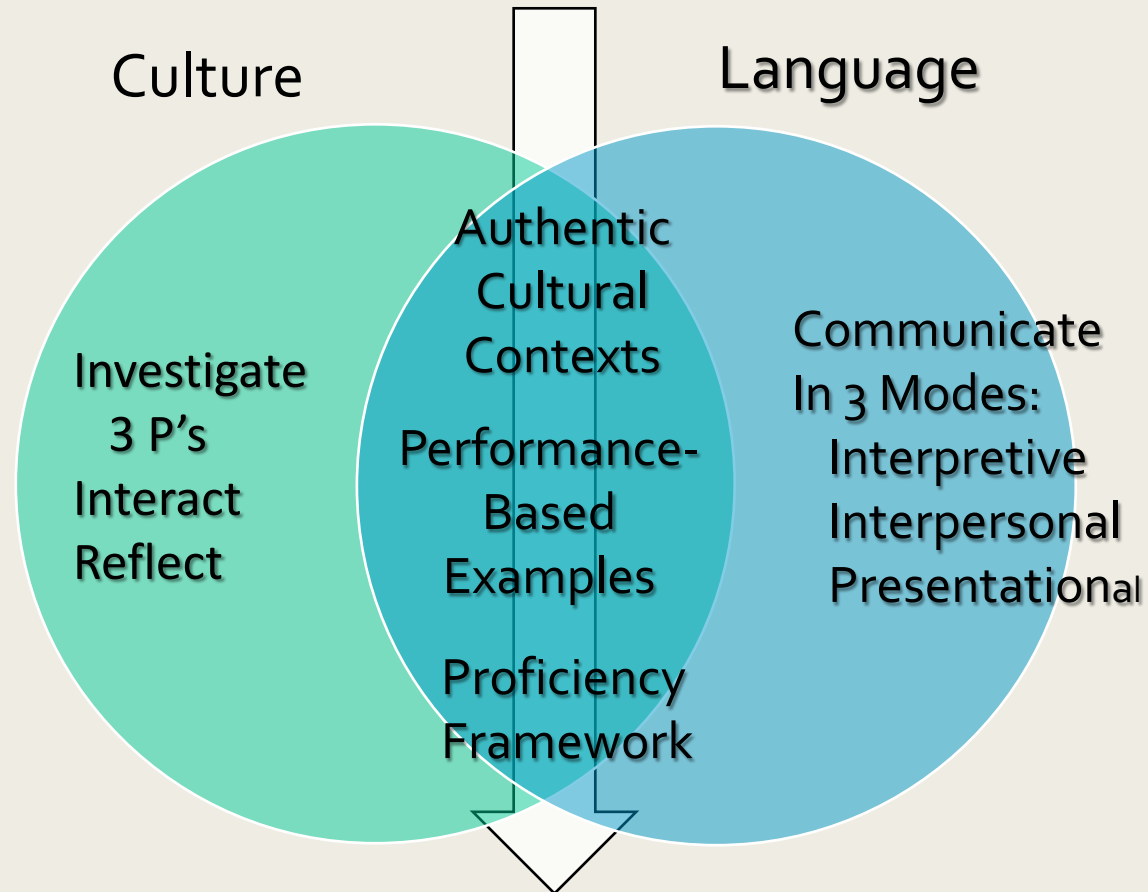 Culture
Language
Investigate
3 P’s
Interact
Reflect
Authentic
Cultural
Contexts
Performance-
Based
Examples
Proficiency
Framework
Communicate
In 3 Modes:
Interpretive
Interpersonal
Presentational